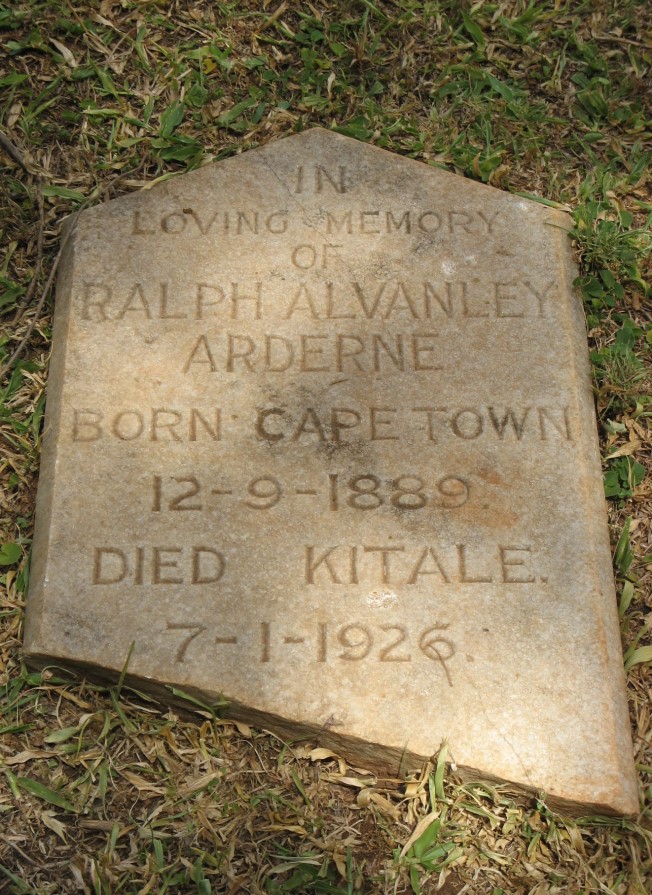 IN
LOVING MEMORY
OF
RALPH ALVANLEY
ARDERNE
BORN CAPE TOWN
12-9-1889.
DIED KITALE.
7-1-1926.